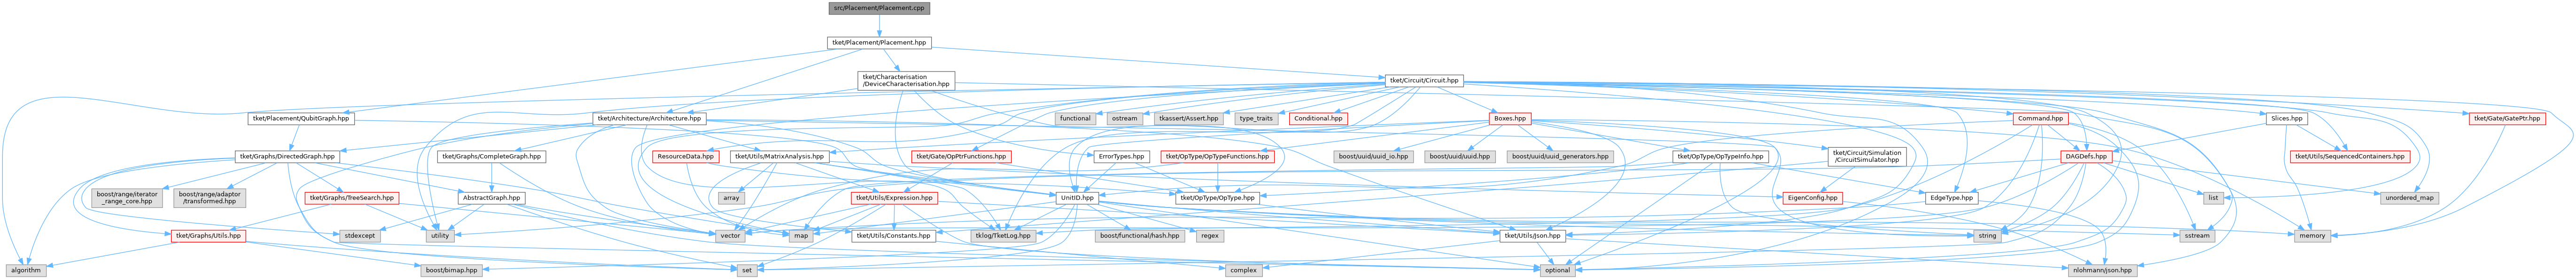 src/Placement/Placement.cpp
tket/Placement/Placement.hpp
tket/Characterisation
/DeviceCharacterisation.hpp
tket/Circuit/Circuit.hpp
tket/Placement/QubitGraph.hpp
tket/Architecture/Architecture.hpp
functional
ostream
tkassert/Assert.hpp
type_traits
Conditional.hpp
Boxes.hpp
Command.hpp
Slices.hpp
tket/Gate/GatePtr.hpp
tket/Graphs/DirectedGraph.hpp
tket/Graphs/CompleteGraph.hpp
ResourceData.hpp
tket/Utils/MatrixAnalysis.hpp
tket/Gate/OpPtrFunctions.hpp
ErrorTypes.hpp
tket/OpType/OpTypeFunctions.hpp
boost/uuid/uuid_io.hpp
boost/uuid/uuid.hpp
boost/uuid/uuid_generators.hpp
tket/OpType/OpTypeInfo.hpp
tket/Circuit/Simulation
/CircuitSimulator.hpp
DAGDefs.hpp
tket/Utils/SequencedContainers.hpp
boost/range/iterator
_range_core.hpp
boost/range/adaptor
/transformed.hpp
tket/Graphs/TreeSearch.hpp
AbstractGraph.hpp
array
tket/Utils/Expression.hpp
UnitID.hpp
tket/OpType/OpType.hpp
EigenConfig.hpp
EdgeType.hpp
list
unordered_map
tket/Graphs/Utils.hpp
stdexcept
utility
vector
map
tket/Utils/Constants.hpp
tklog/TketLog.hpp
boost/functional/hash.hpp
regex
tket/Utils/Json.hpp
string
sstream
memory
algorithm
boost/bimap.hpp
set
complex
optional
nlohmann/json.hpp